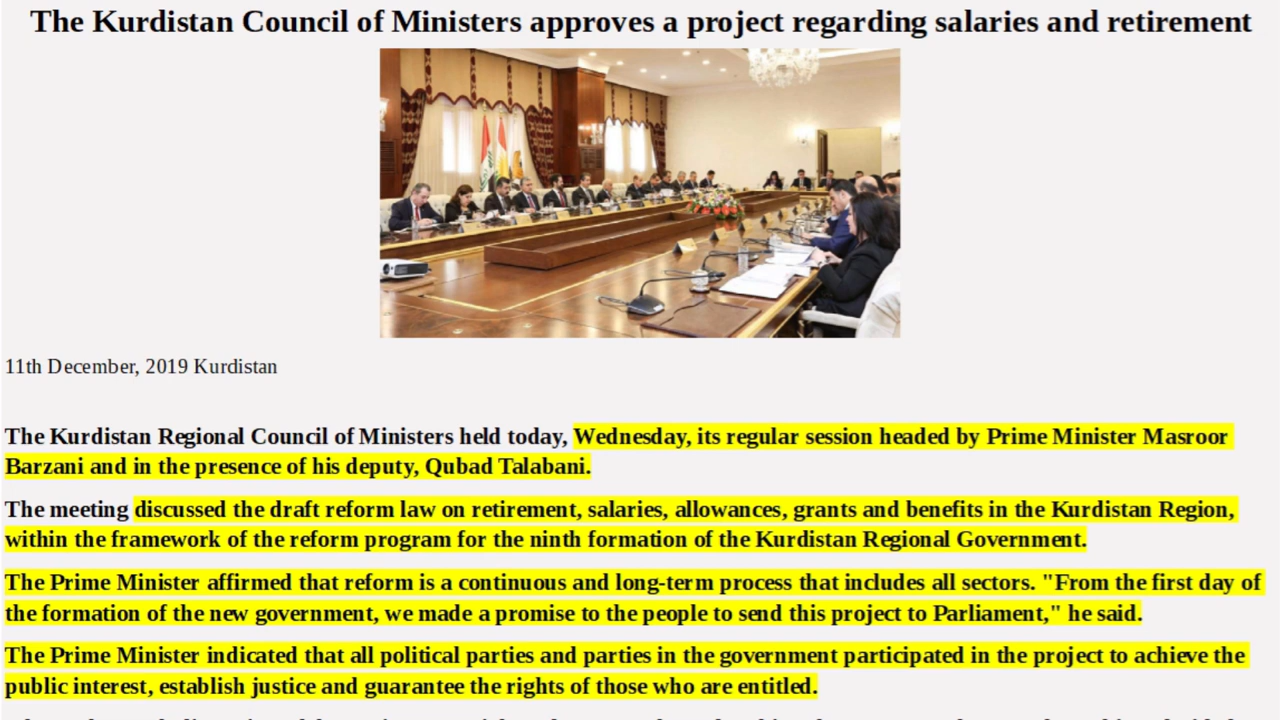 The Kurdistan Council of Ministers approves a project regarding salaries and retirement
11th December, 2019 Kurdistan
The Kurdistan Regional Council of Ministers held today, Wednesday, its regular session headed by Prime Minister Masroor
Barzani and in the presence of his deputy, Qubad Talabani.
The meeting discussed the draft reform law on retirement, salaries, allowances, grants and benefits in the Kurdistan Region,
within the framework of the reform program for the ninth formation of the Kurdistan Regional Government.
The Prime Minister affirmed that reform is a continuous and long-term process that includes all sectors. "From the first day of
the formation of the new government, we made a promise to the people to send this project to Parliament," he said.
The Prime Minister indicated that all political parties and parties in the government participated in the project to achieve the
public interest, establish justice and guarantee the rights of those who are entitled.